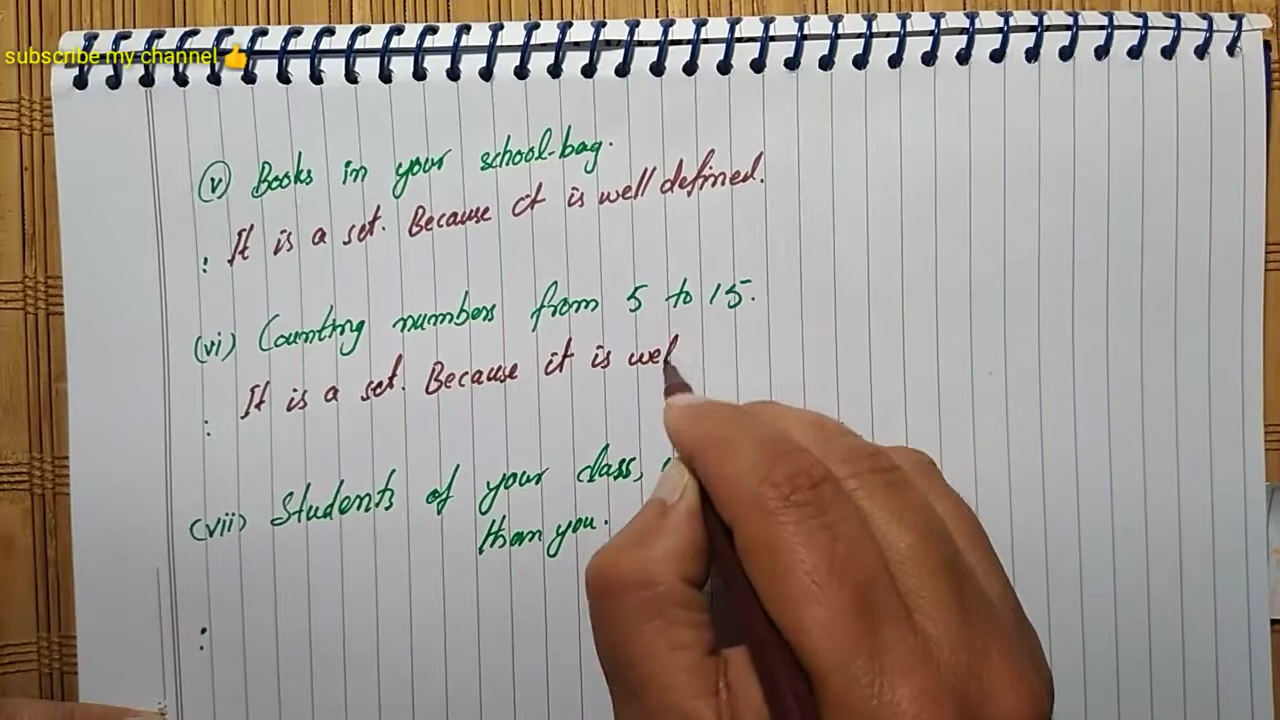 subscribe my channel 👍
(v) Books in your school-bag.
: It is a set. Because it is well defined.
(vi) Counting numbers from 5 to 15.
: It is a set. Because it is wel
(vii) Students of your class,
than you.
: